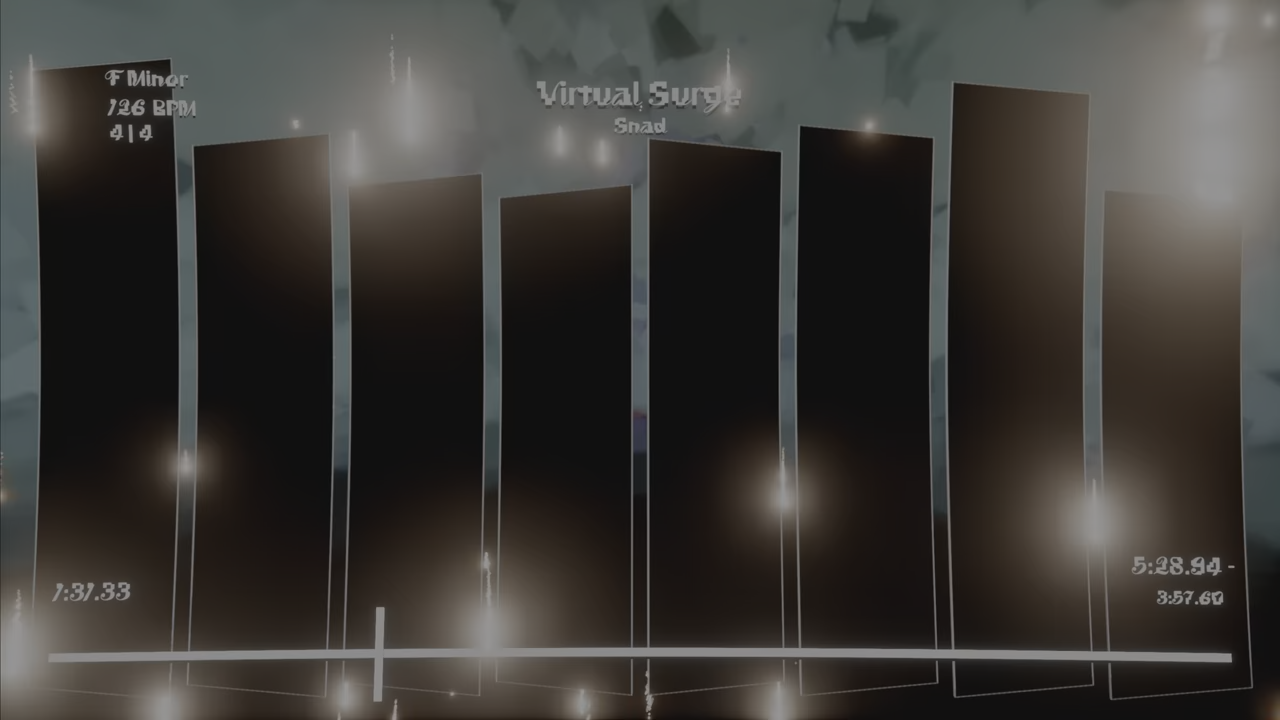 F Minor
126 BPM
4|4
Virtual Surge
Snad
1:31.33
5:28.94 -
3:57.60